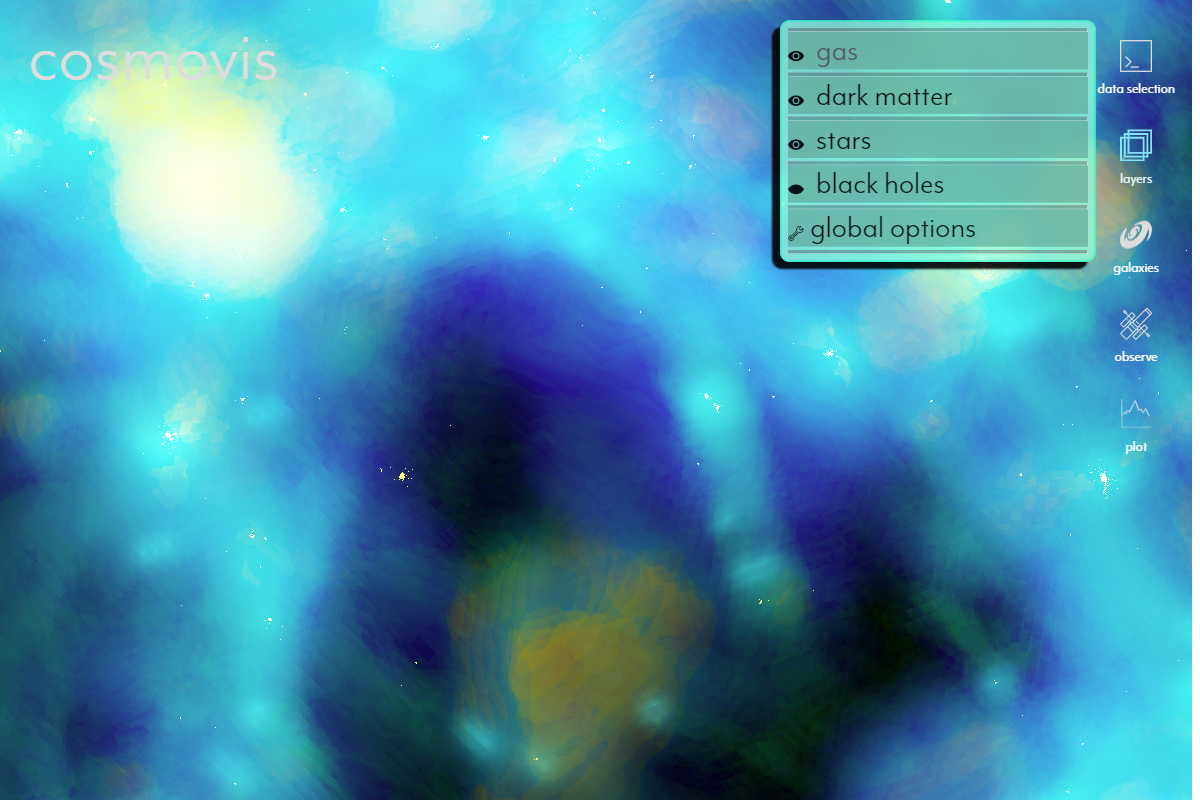 cosmovis
gas
dark matter
stars
black holes
global options
data selection
layers
galaxies
observe
plot